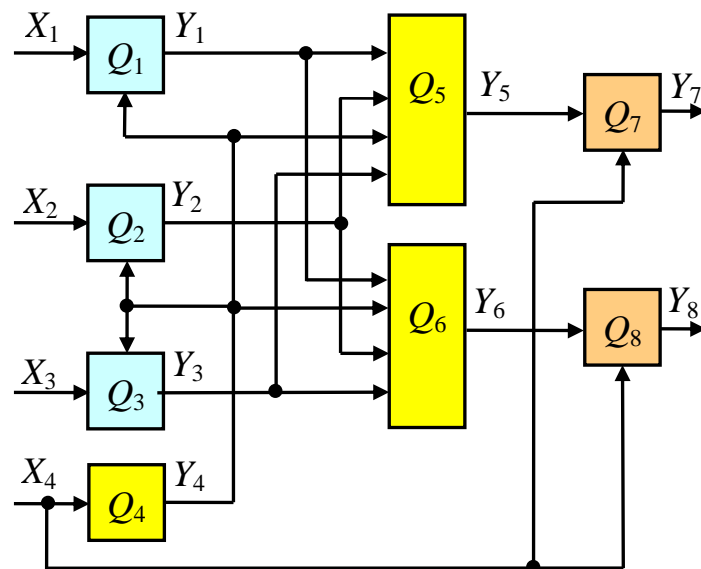 X₁ Q₁ Y₁
Q₅ Y₅
Q₇ Y₇
X₂ Q₂ Y₂
Q₆ Y₆
Q₈ Y₈
X₃ Q₃ Y₃
X₄ Q₄ Y₄